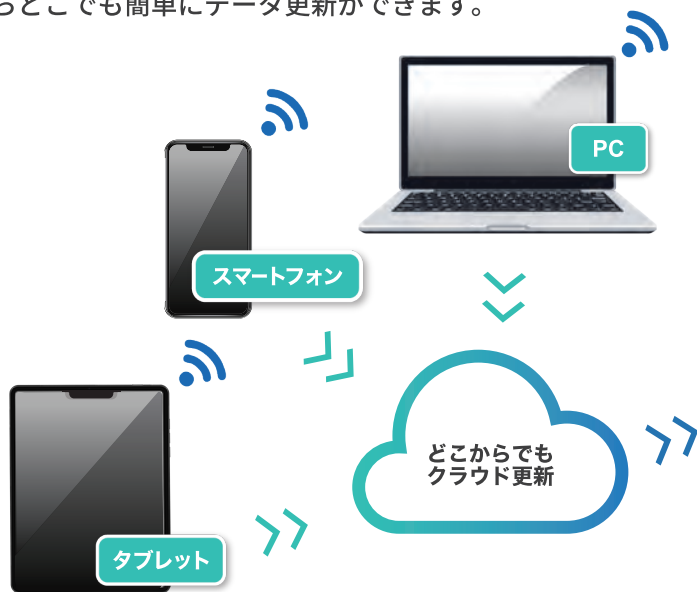 らどこでも簡単にデータ更新ができます。
PC
スマートフォン
どこからでも
クラウド更新
タブレット